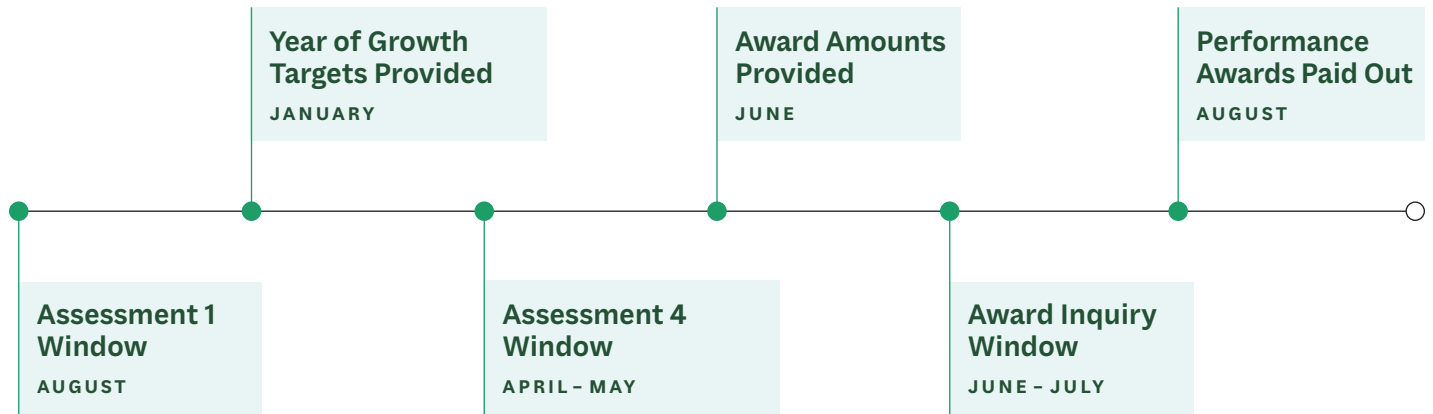 Year of Growth
Targets Provided
JANUARY
Award Amounts
Provided
JUNE
Performance
Awards Paid Out
AUGUST
Assessment 1
Window
AUGUST
Assessment 4
Window
APRIL – MAY
Award Inquiry
Window
JUNE – JULY